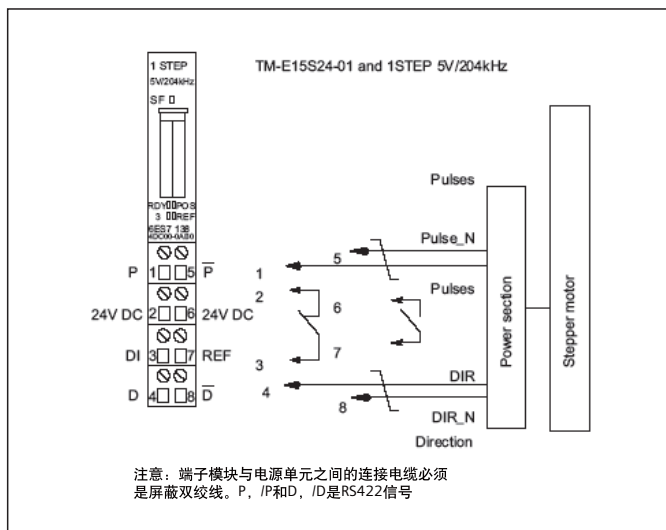 1 STEP
5V/204kHz
SF
TM-E15S24-01 and 1STEP 5V/204kHz
RDY POS
3 REF
6ES7 138
4DC00-0AB0
P 1 5 P̅
24V DC 2 6 24V DC
DI 3 7 REF
D 4 8 D̅
Pulses
Pulse_N
5
1
2
Pulses
6
7
3
4
DIR
8
DIR_N
Direction
Power section
Stepper motor
注意：端子模块与电源单元之间的连接电缆必须
是屏蔽双绞线。P，/P和D，/D是RS422信号